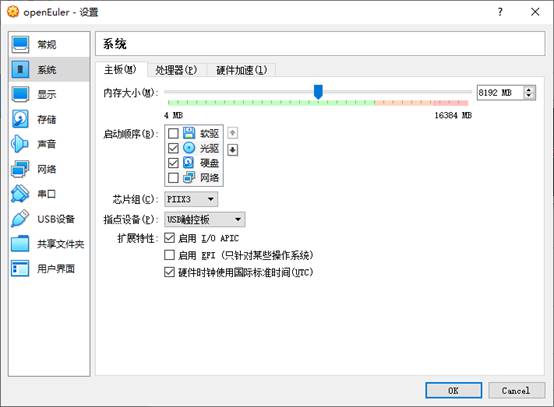 openEuler - 设置
常规
系统
显示
存储
声音
网络
串口
USB设备
共享文件夹
用户界面
系统
主板(M) 处理器(P) 硬件加速(l)
内存大小(M): 8192 MB
4 MB 16384 MB
启动顺序(B): 软驱
光驱
硬盘
网络
芯片组(C): PIIX3
指点设备(P): USB触控板
扩展特性: 启用 I/O APIC
启用 EFI (只针对某些操作系统)
硬件时钟使用国际标准时间(UTC)
OK Cancel